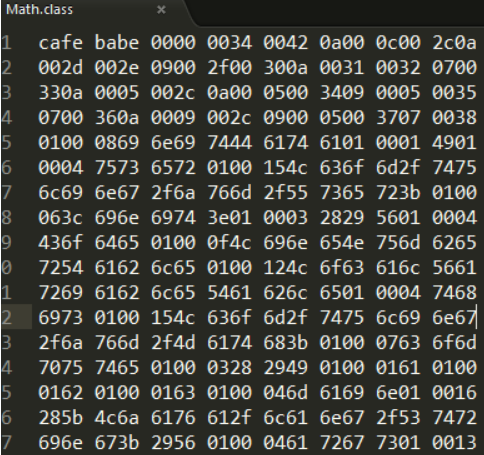 Math.class ×
1 cafe babe 0000 0034 0042 0a00 0c00 2c0a
2 002d 002e 0900 2f00 300a 0031 0032 0700
3 330a 0005 002c 0a00 0500 3409 0005 0035
4 0700 360a 0009 002c 0900 0500 3707 0038
5 0100 0869 6e69 7444 6174 6101 0001 4901
6 0004 7573 6572 0100 154c 636f 6d2f 7475
7 6c69 6e67 2f6a 766d 2f55 7365 723b 0100
8 063c 696e 6974 3e01 0003 2829 5601 0004
9 436f 6465 0100 0f4c 696e 654e 756d 6265
0 7254 6162 6c65 0100 124c 6f63 616c 5661
1 7269 6162 6c65 5461 626c 6501 0004 7468
2 6973 0100 154c 636f 6d2f 7475 6c69 6e67
3 2f6a 766d 2f4d 6174 683b 0100 0763 6f6d
4 7075 7465 0100 0328 2949 0100 0161 0100
5 0162 0100 0163 0100 046d 6169 6e01 0016
6 285b 4c6a 6176 612f 6c61 6e67 2f53 7472
7 696e 673b 2956 0100 0461 7267 7301 0013